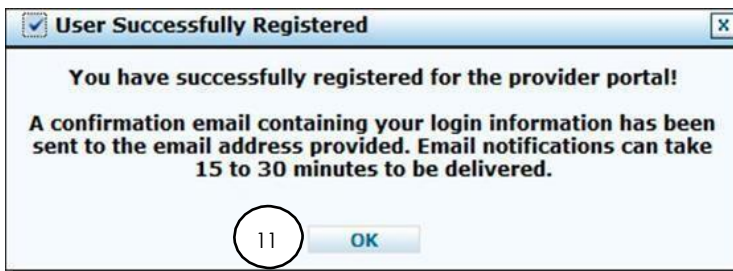 User Successfully Registered
X
You have successfully registered for the provider portal!
A confirmation email containing your login information has been
sent to the email address provided. Email notifications can take
15 to 30 minutes to be delivered.
11 OK